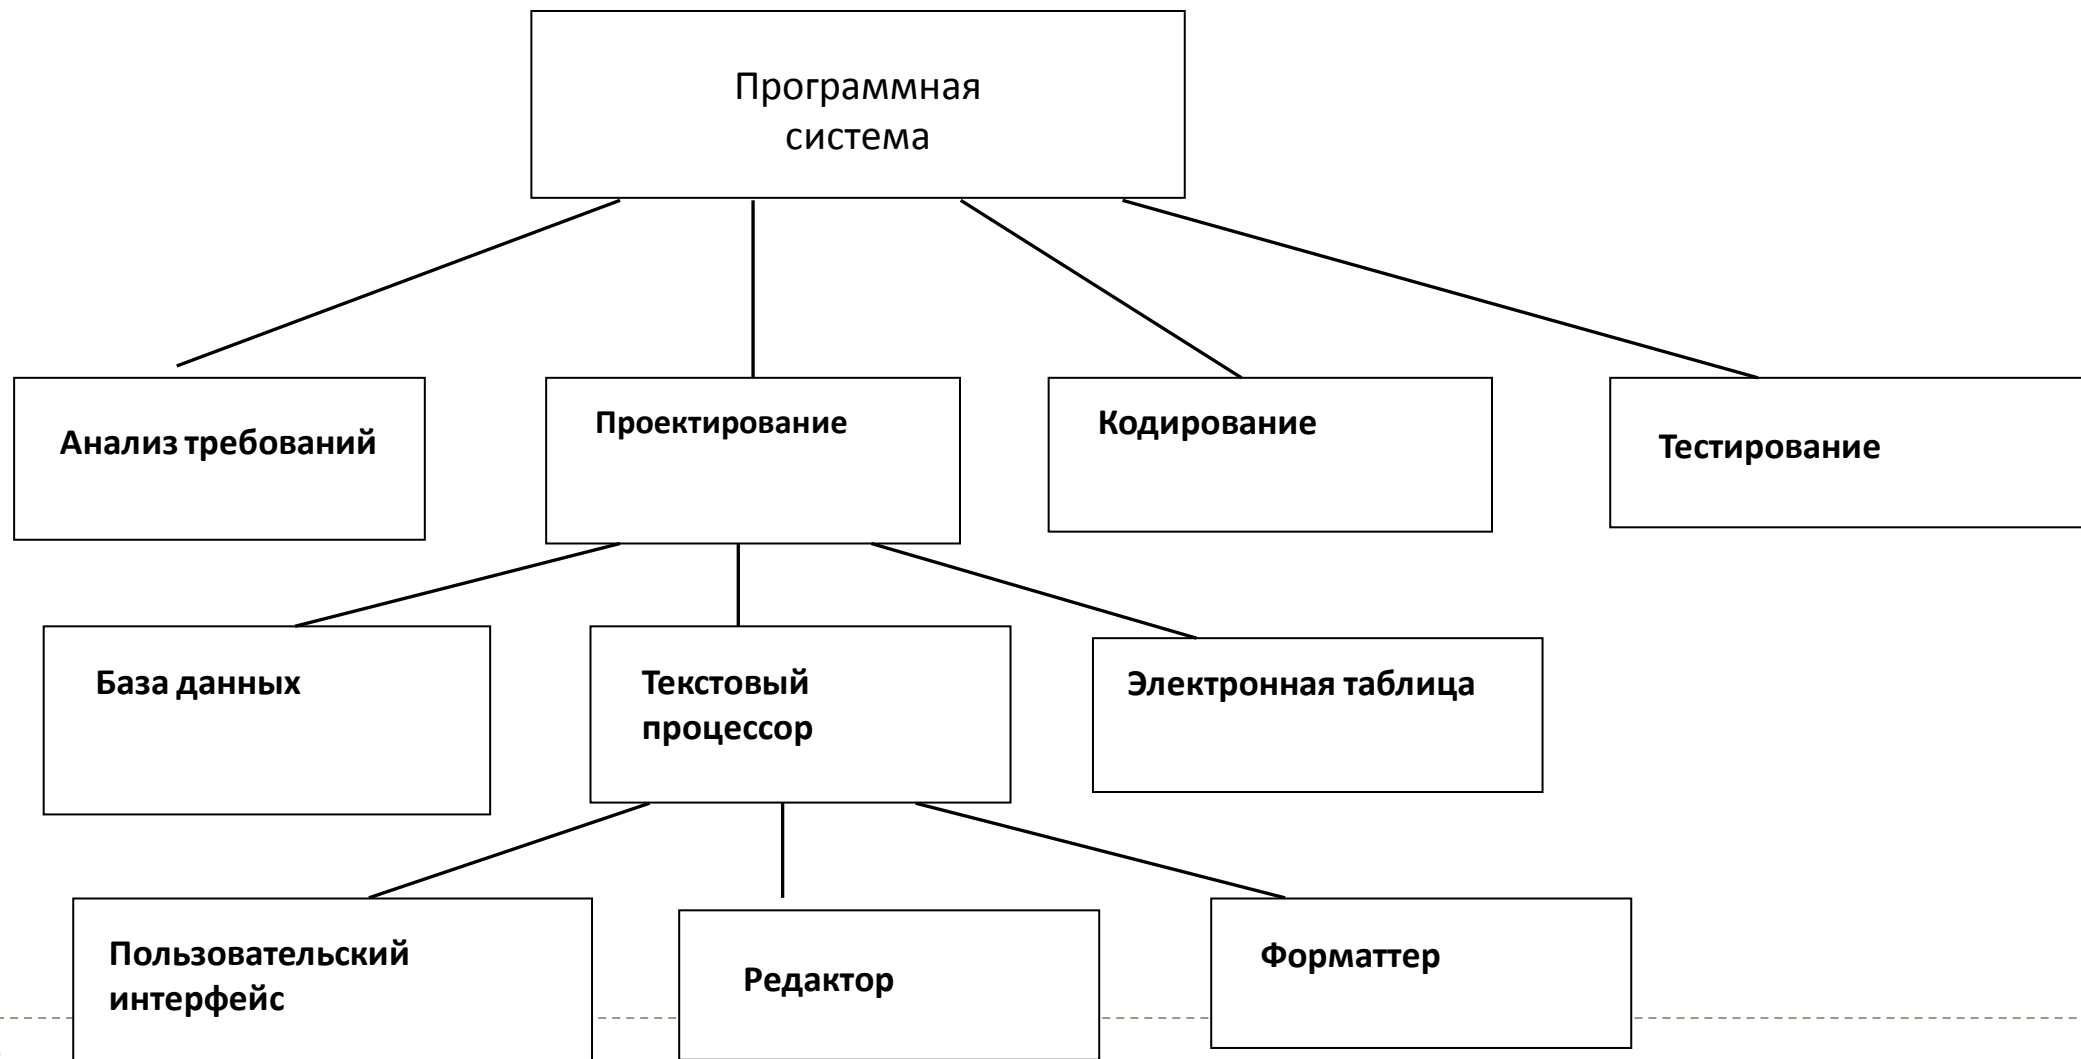 Программная
система
Анализ требований
Проектирование
Кодирование
Тестирование
База данных
Текстовый
процессор
Электронная таблица
Пользовательский
интерфейс
Редактор
Форматтер